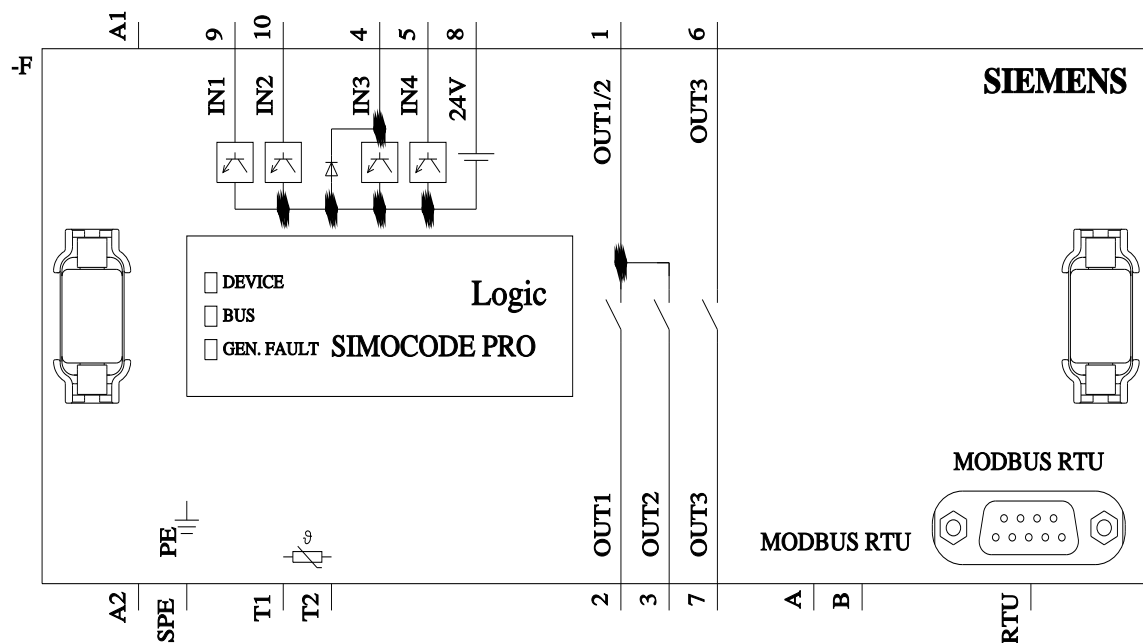 A1
9
10
4
5
8
1
6
-F
IN1
IN2
IN3
IN4
24V
OUT1/2
OUT3
SIEMENS
DEVICE
BUS
GEN. FAULT
Logic
SIMOCODE PRO
MODBUS RTU
PE
ϑ
OUT1
OUT2
OUT3
MODBUS RTU
A2
SPE
T1
T2
2
3
7
A
B
RTU